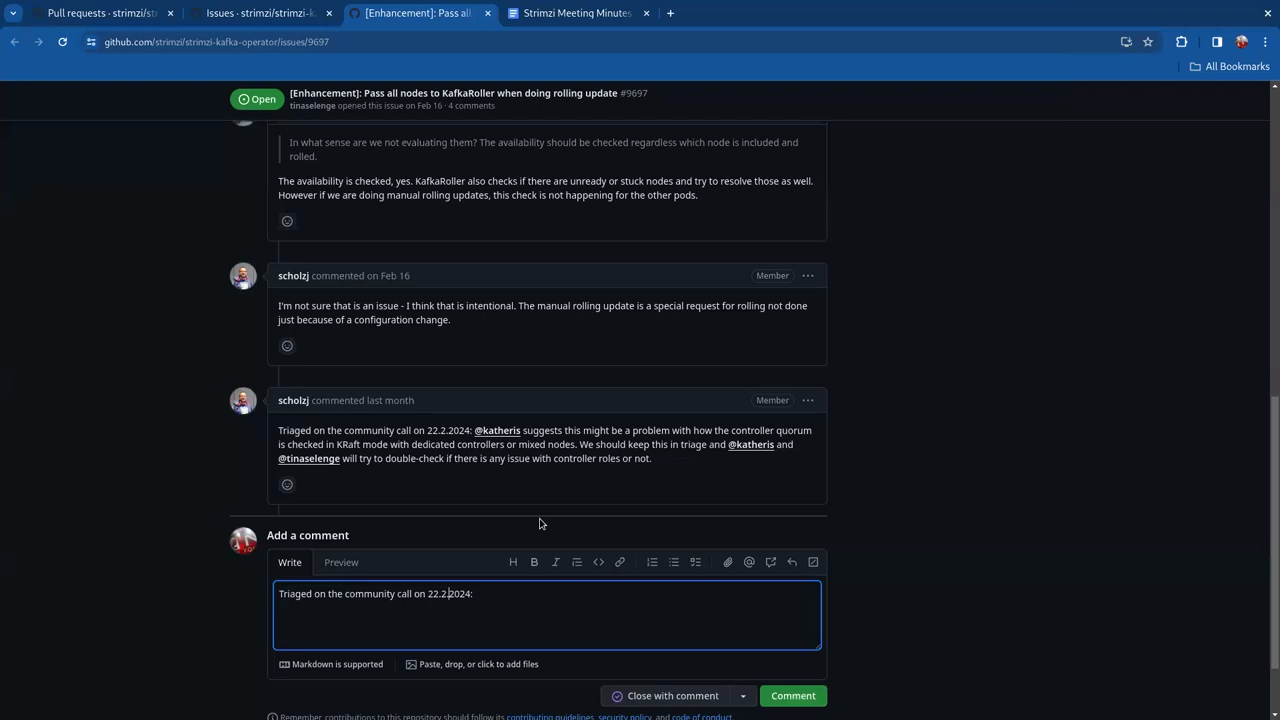 Pull requests · strimzi/str
Issues · strimzi/strimzi-k
[Enhancement]: Pass all
Strimzi Meeting Minutes
github.com/strimzi/strimzi-kafka-operator/issues/9697
All Bookmarks
Open
[Enhancement]: Pass all nodes to KafkaRoller when doing rolling update #9697
tinaselenge opened this issue on Feb 16 · 4 comments
In what sense are we not evaluating them? The availability should be checked regardless which node is included and
rolled.
The availability is checked, yes. KafkaRoller also checks if there are unready or stuck nodes and try to resolve those as well.
However if we are doing manual rolling updates, this check is not happening for the other pods.
scholzj commented on Feb 16
Member
I'm not sure that is an issue - I think that is intentional. The manual rolling update is a special request for rolling not done
just because of a configuration change.
scholzj commented last month
Member
Triaged on the community call on 22.2.2024: @katheris suggests this might be a problem with how the controller quorum
is checked in KRaft mode with dedicated controllers or mixed nodes. We should keep this in triage and @katheris and
@tinaselenge will try to double-check if there is any issue with controller roles or not.
Add a comment
Write
Preview
Triaged on the community call on 22.2.2024:
Markdown is supported
Paste, drop, or click to add files
Close with comment
Comment
Remember, contributions to this repository should follow its contributing guidelines, security policy, and code of conduct.